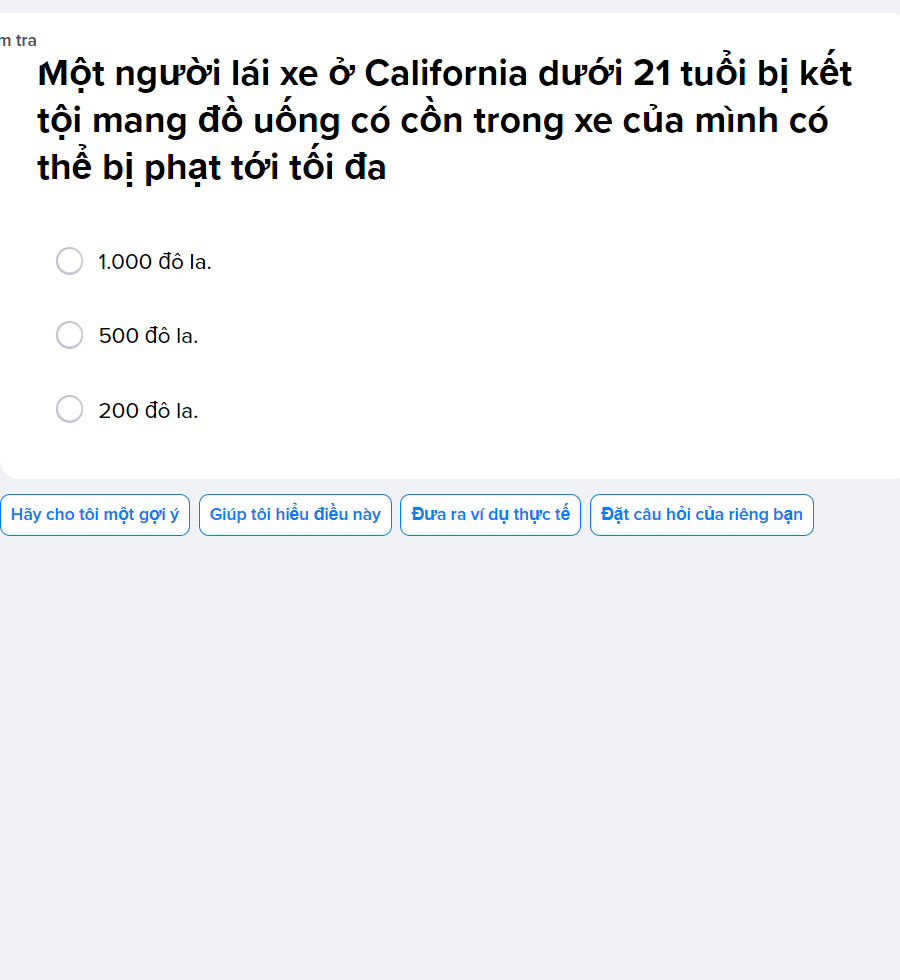 m tra
Một người lái xe ở California dưới 21 tuổi bị kết
tội mang đồ uống có cồn trong xe của mình có
thể bị phạt tới tối đa
1.000 đô la.
500 đô la.
200 đô la.
Hãy cho tôi một gợi ý
Giúp tôi hiểu điều này
Đưa ra ví dụ thực tế
Đặt câu hỏi của riêng bạn